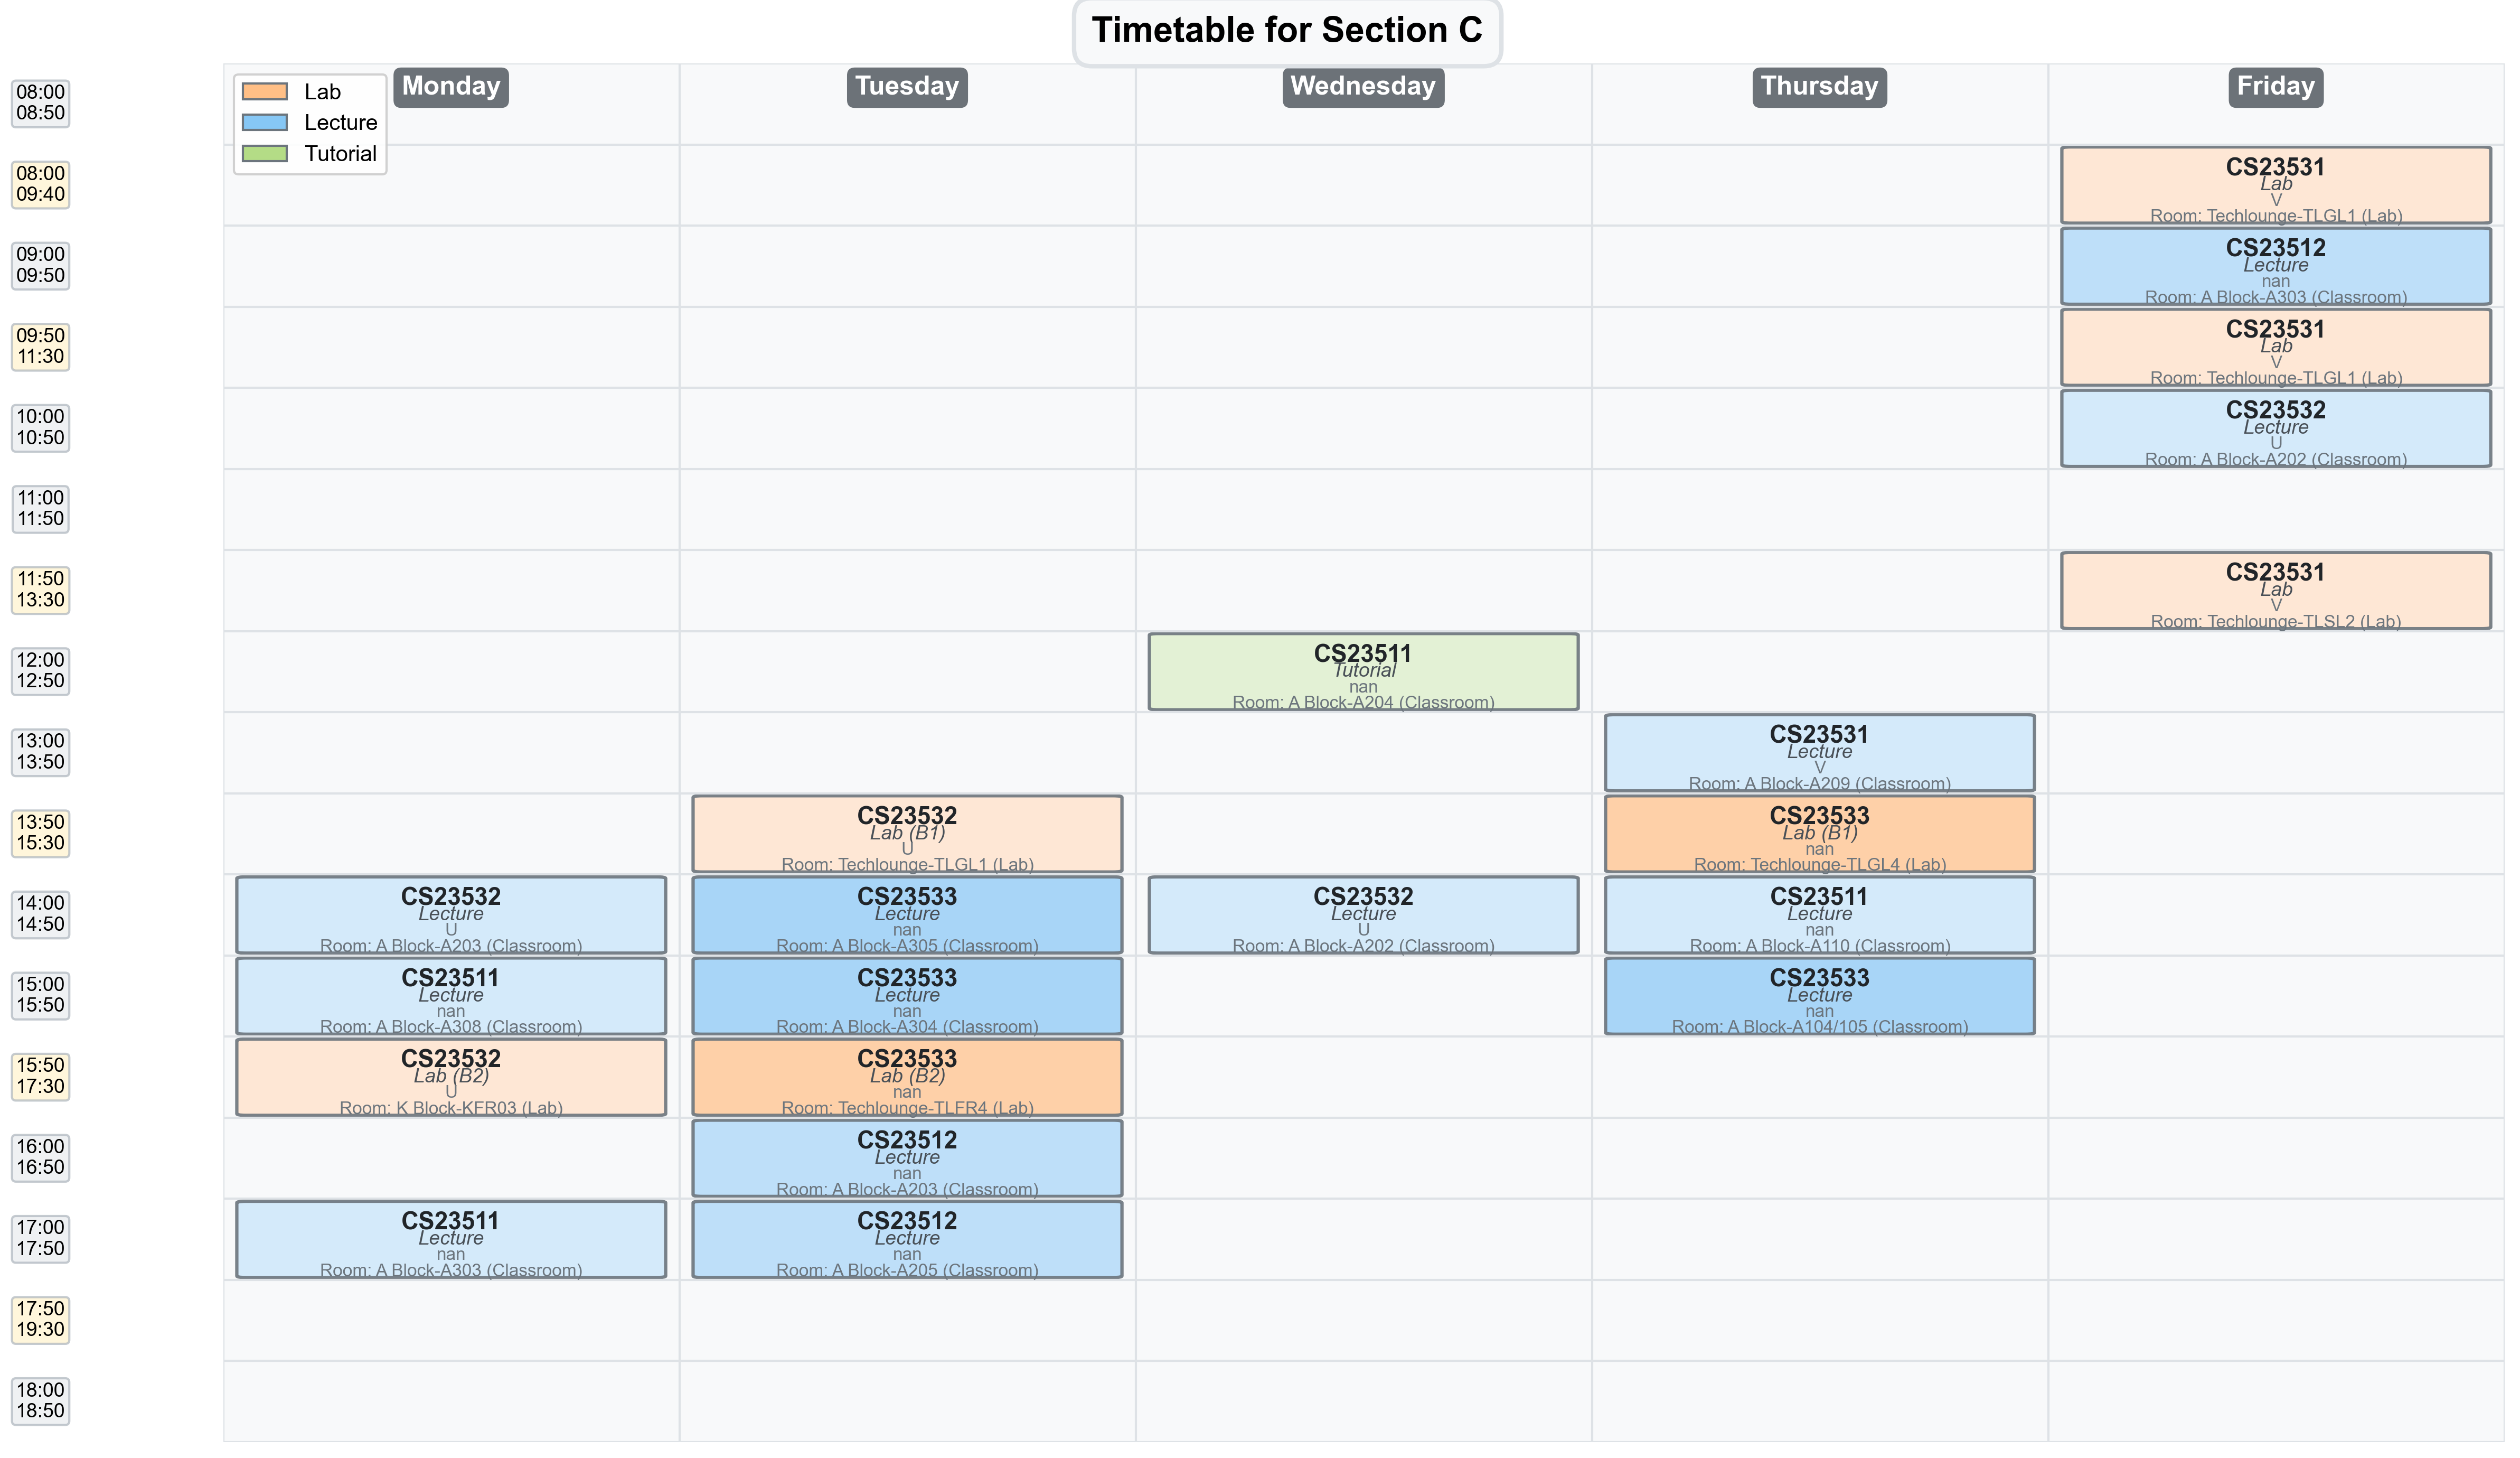 Timetable for Section C
Lab
Lecture
Tutorial
Monday
Tuesday
Wednesday
Thursday
Friday
08:00
08:50
08:00
09:40
CS23531
Lab
V
Room: Techlounge-TLGL1 (Lab)
09:00
09:50
CS23512
Lecture
nan
Room: A Block-A303 (Classroom)
09:50
11:30
CS23531
Lab
V
Room: Techlounge-TLGL1 (Lab)
10:00
10:50
CS23532
Lecture
U
Room: A Block-A202 (Classroom)
11:00
11:50
11:50
13:30
CS23531
Lab
V
Room: Techlounge-TLSL2 (Lab)
12:00
12:50
CS23511
Tutorial
nan
Room: A Block-A204 (Classroom)
13:00
13:50
CS23531
Lecture
V
Room: A Block-A209 (Classroom)
13:50
15:30
CS23532
Lab (B1)
U
Room: Techlounge-TLGL1 (Lab)
CS23533
Lab (B1)
nan
Room: Techlounge-TLGL4 (Lab)
14:00
14:50
CS23532
Lecture
U
Room: A Block-A203 (Classroom)
CS23533
Lecture
nan
Room: A Block-A305 (Classroom)
CS23532
Lecture
U
Room: A Block-A202 (Classroom)
CS23511
Lecture
nan
Room: A Block-A110 (Classroom)
15:00
15:50
CS23511
Lecture
nan
Room: A Block-A308 (Classroom)
CS23533
Lecture
nan
Room: A Block-A304 (Classroom)
CS23533
Lecture
nan
Room: A Block-A104/105 (Classroom)
15:50
17:30
CS23532
Lab (B2)
U
Room: K Block-KFR03 (Lab)
CS23533
Lab (B2)
nan
Room: Techlounge-TLFR4 (Lab)
16:00
16:50
CS23512
Lecture
nan
Room: A Block-A203 (Classroom)
17:00
17:50
CS23511
Lecture
nan
Room: A Block-A303 (Classroom)
CS23512
Lecture
nan
Room: A Block-A205 (Classroom)
17:50
19:30
18:00
18:50